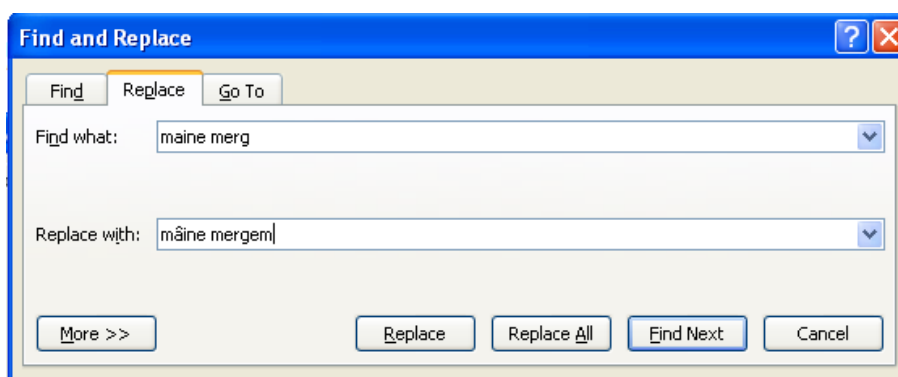 Find and Replace
Find Replace Go To
Find what: maine merg
Replace with: mâine mergem
More >> Replace Replace All Find Next Cancel